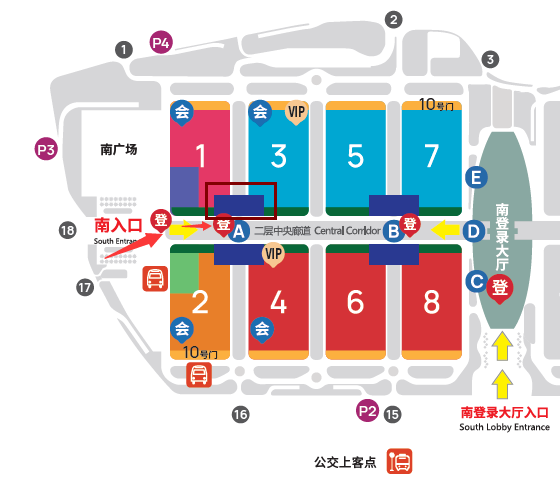 2
P4
1
3
P3
会
会
VIP
10号门
南广场
1
3
5
7
E
南登录大厅
登
南入口
South Entran
18
登
A
二层中央廊道 Central Corridor
B
登
D
17
VIP
C
登
2
4
6
8
会
会
10号门
16
P2
15
南登录大厅入口
South Lobby Entrance
公交上客点